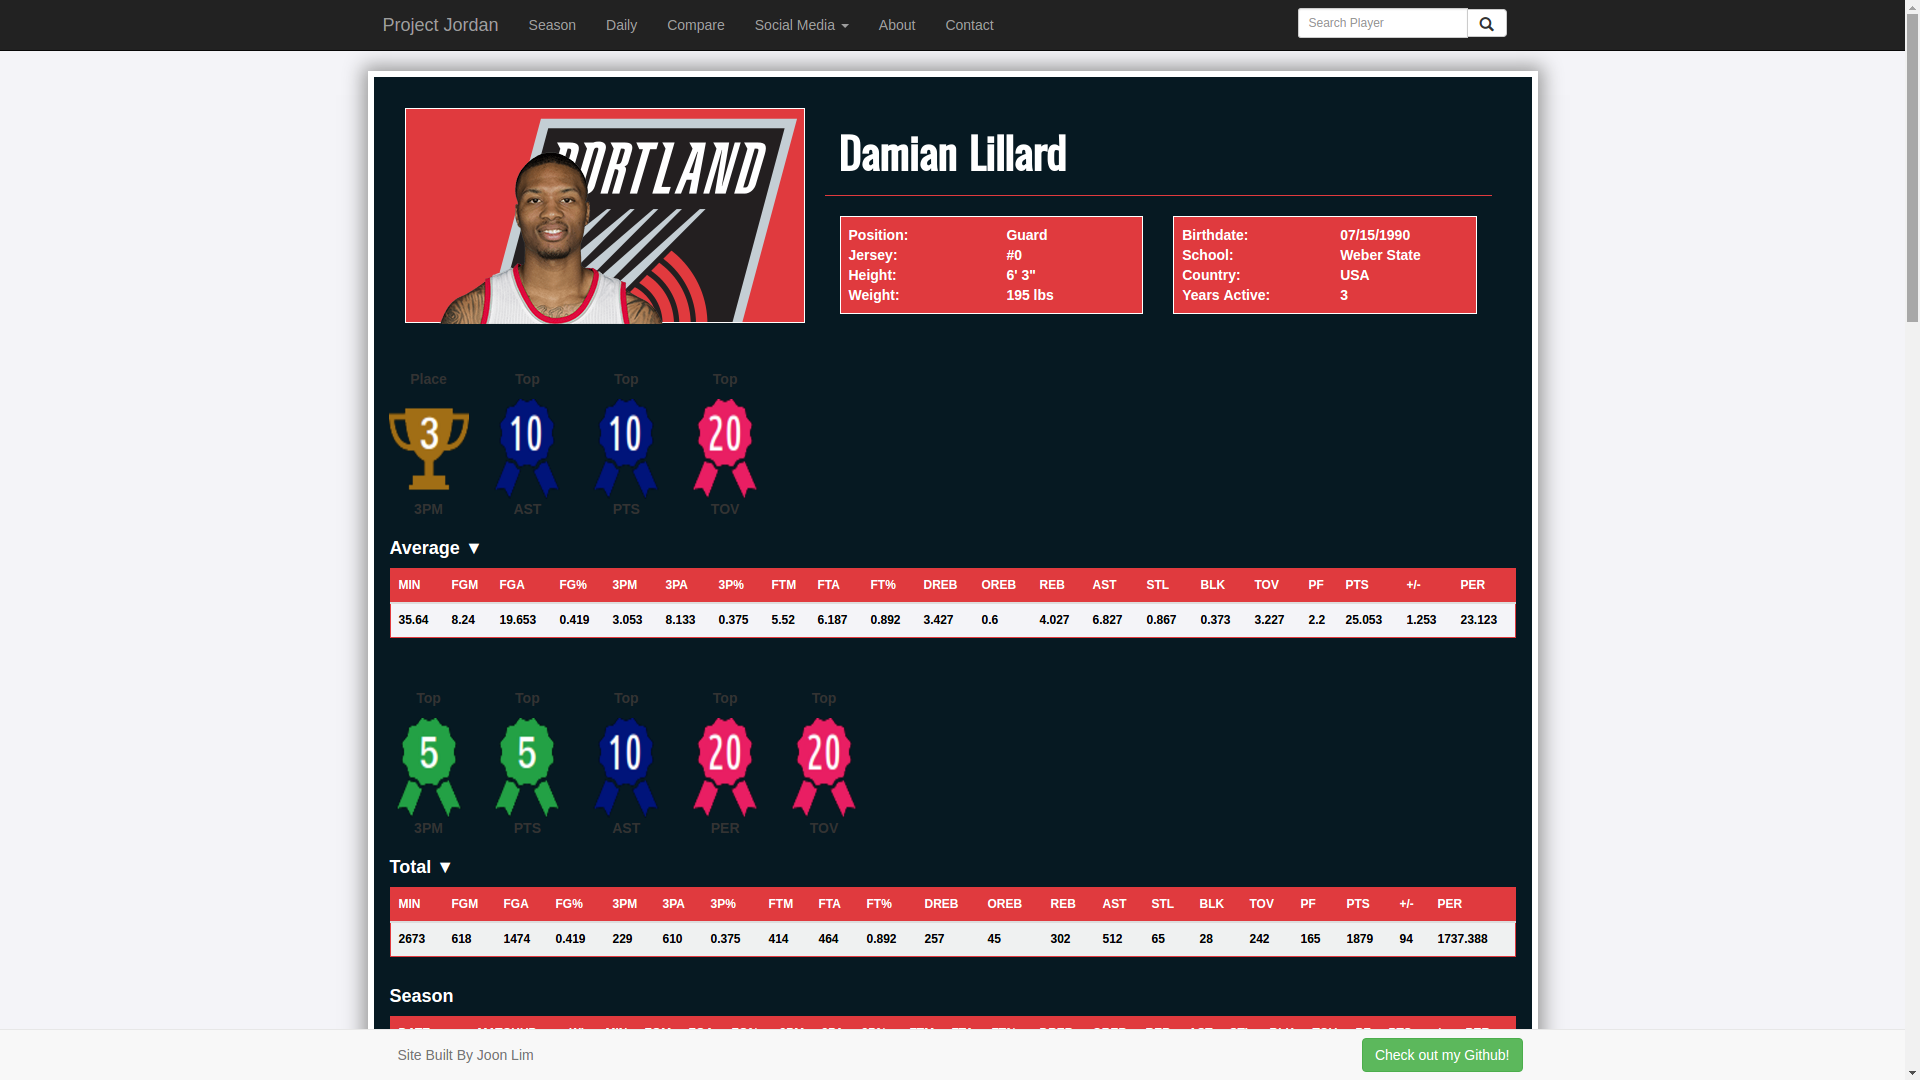 Project Jordan Season Daily Compare Social Media About Contact Search Player
PORTLAND
Damian Lillard
Position: Guard
Jersey: #0
Height: 6' 3"
Weight: 195 lbs
Birthdate: 07/15/1990
School: Weber State
Country: USA
Years Active: 3
Place Top Top Top
3 10 10 20
3PM AST PTS TOV
Average ▼
MIN FGM FGA FG% 3PM 3PA 3P% FTM FTA FT% DREB OREB REB AST STL BLK TOV PF PTS +/- PER
35.64 8.24 19.653 0.419 3.053 8.133 0.375 5.52 6.187 0.892 3.427 0.6 4.027 6.827 0.867 0.373 3.227 2.2 25.053 1.253 23.123
Top Top Top Top Top
5 5 10 20 20
3PM PTS AST PER TOV
Total ▼
MIN FGM FGA FG% 3PM 3PA 3P% FTM FTA FT% DREB OREB REB AST STL BLK TOV PF PTS +/- PER
2673 618 1474 0.419 229 610 0.375 414 464 0.892 257 45 302 512 65 28 242 165 1879 94 1737.388
Season
Site Built By Joon Lim Check out my Github!